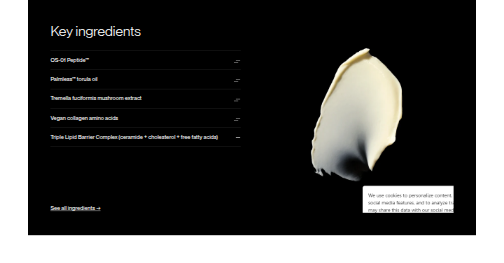 Key ingredients
OS-01 Peptide™
Palmless™ torula oil
Tremella fuciformis mushroom extract
Vegan collagen amino acids
Triple Lipid Barrier Complex (ceramide + cholesterol + free fatty acids)
See all ingredients →
We use cookies to personalize content,
social media features, and to analyze tr
may share this data with our social med